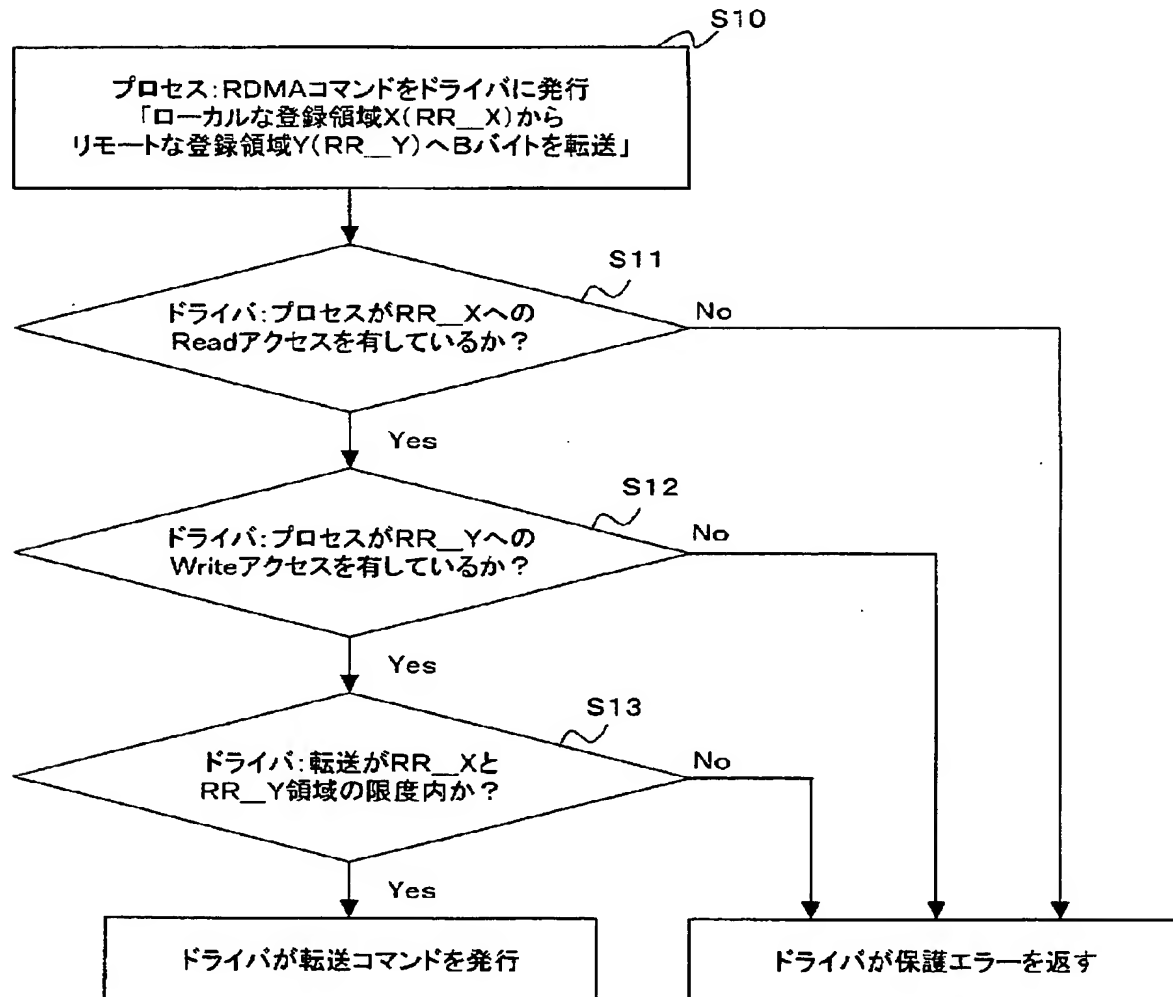 S10
プロセス:RDMAコマンドをドライバに発行
「ローカルな登録領域X(RR__X)から
リモートな登録領域Y(RR__Y)へBバイトを転送」
S11
ドライバ:プロセスがRR__Xへの
Readアクセスを有しているか?
No
Yes
S12
ドライバ:プロセスがRR__Yへの
Writeアクセスを有しているか?
No
Yes
S13
ドライバ:転送がRR__Xと
RR__Y領域の限度内か?
No
Yes
ドライバが転送コマンドを発行
ドライバが保護エラーを返す